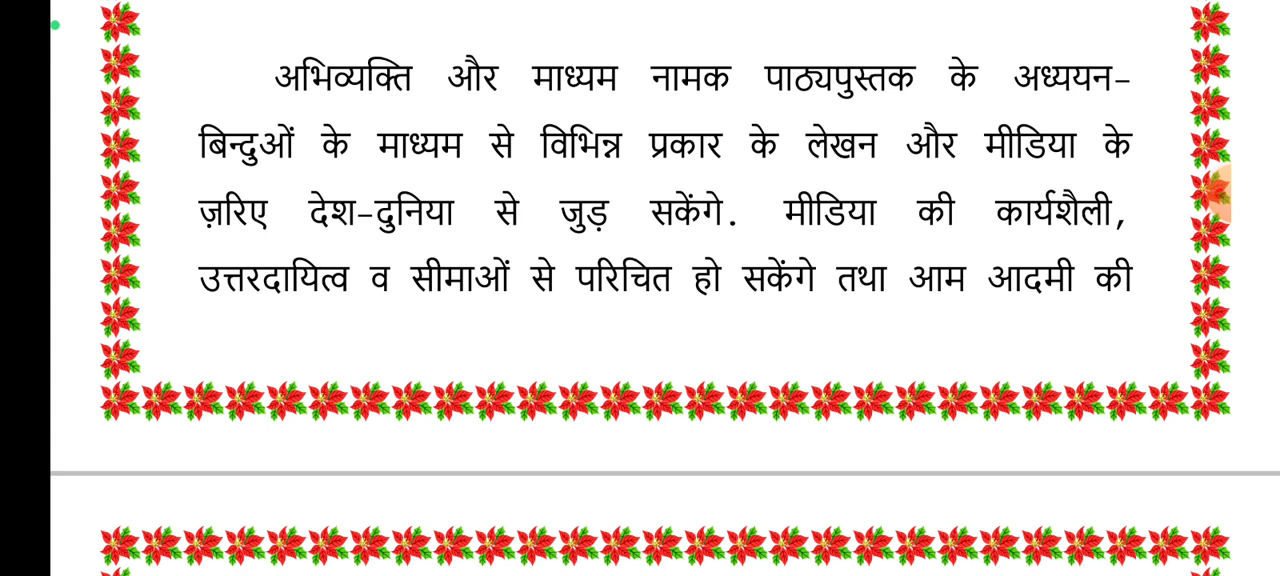 अभिव्यक्ति और माध्यम नामक पाठ्यपुस्तक के अध्ययन-
बिन्दुओं के माध्यम से विभिन्न प्रकार के लेखन और मीडिया के
ज़रिए देश-दुनिया से जुड़ सकेंगे. मीडिया की कार्यशैली,
उत्तरदायित्व व सीमाओं से परिचित हो सकेंगे तथा आम आदमी की